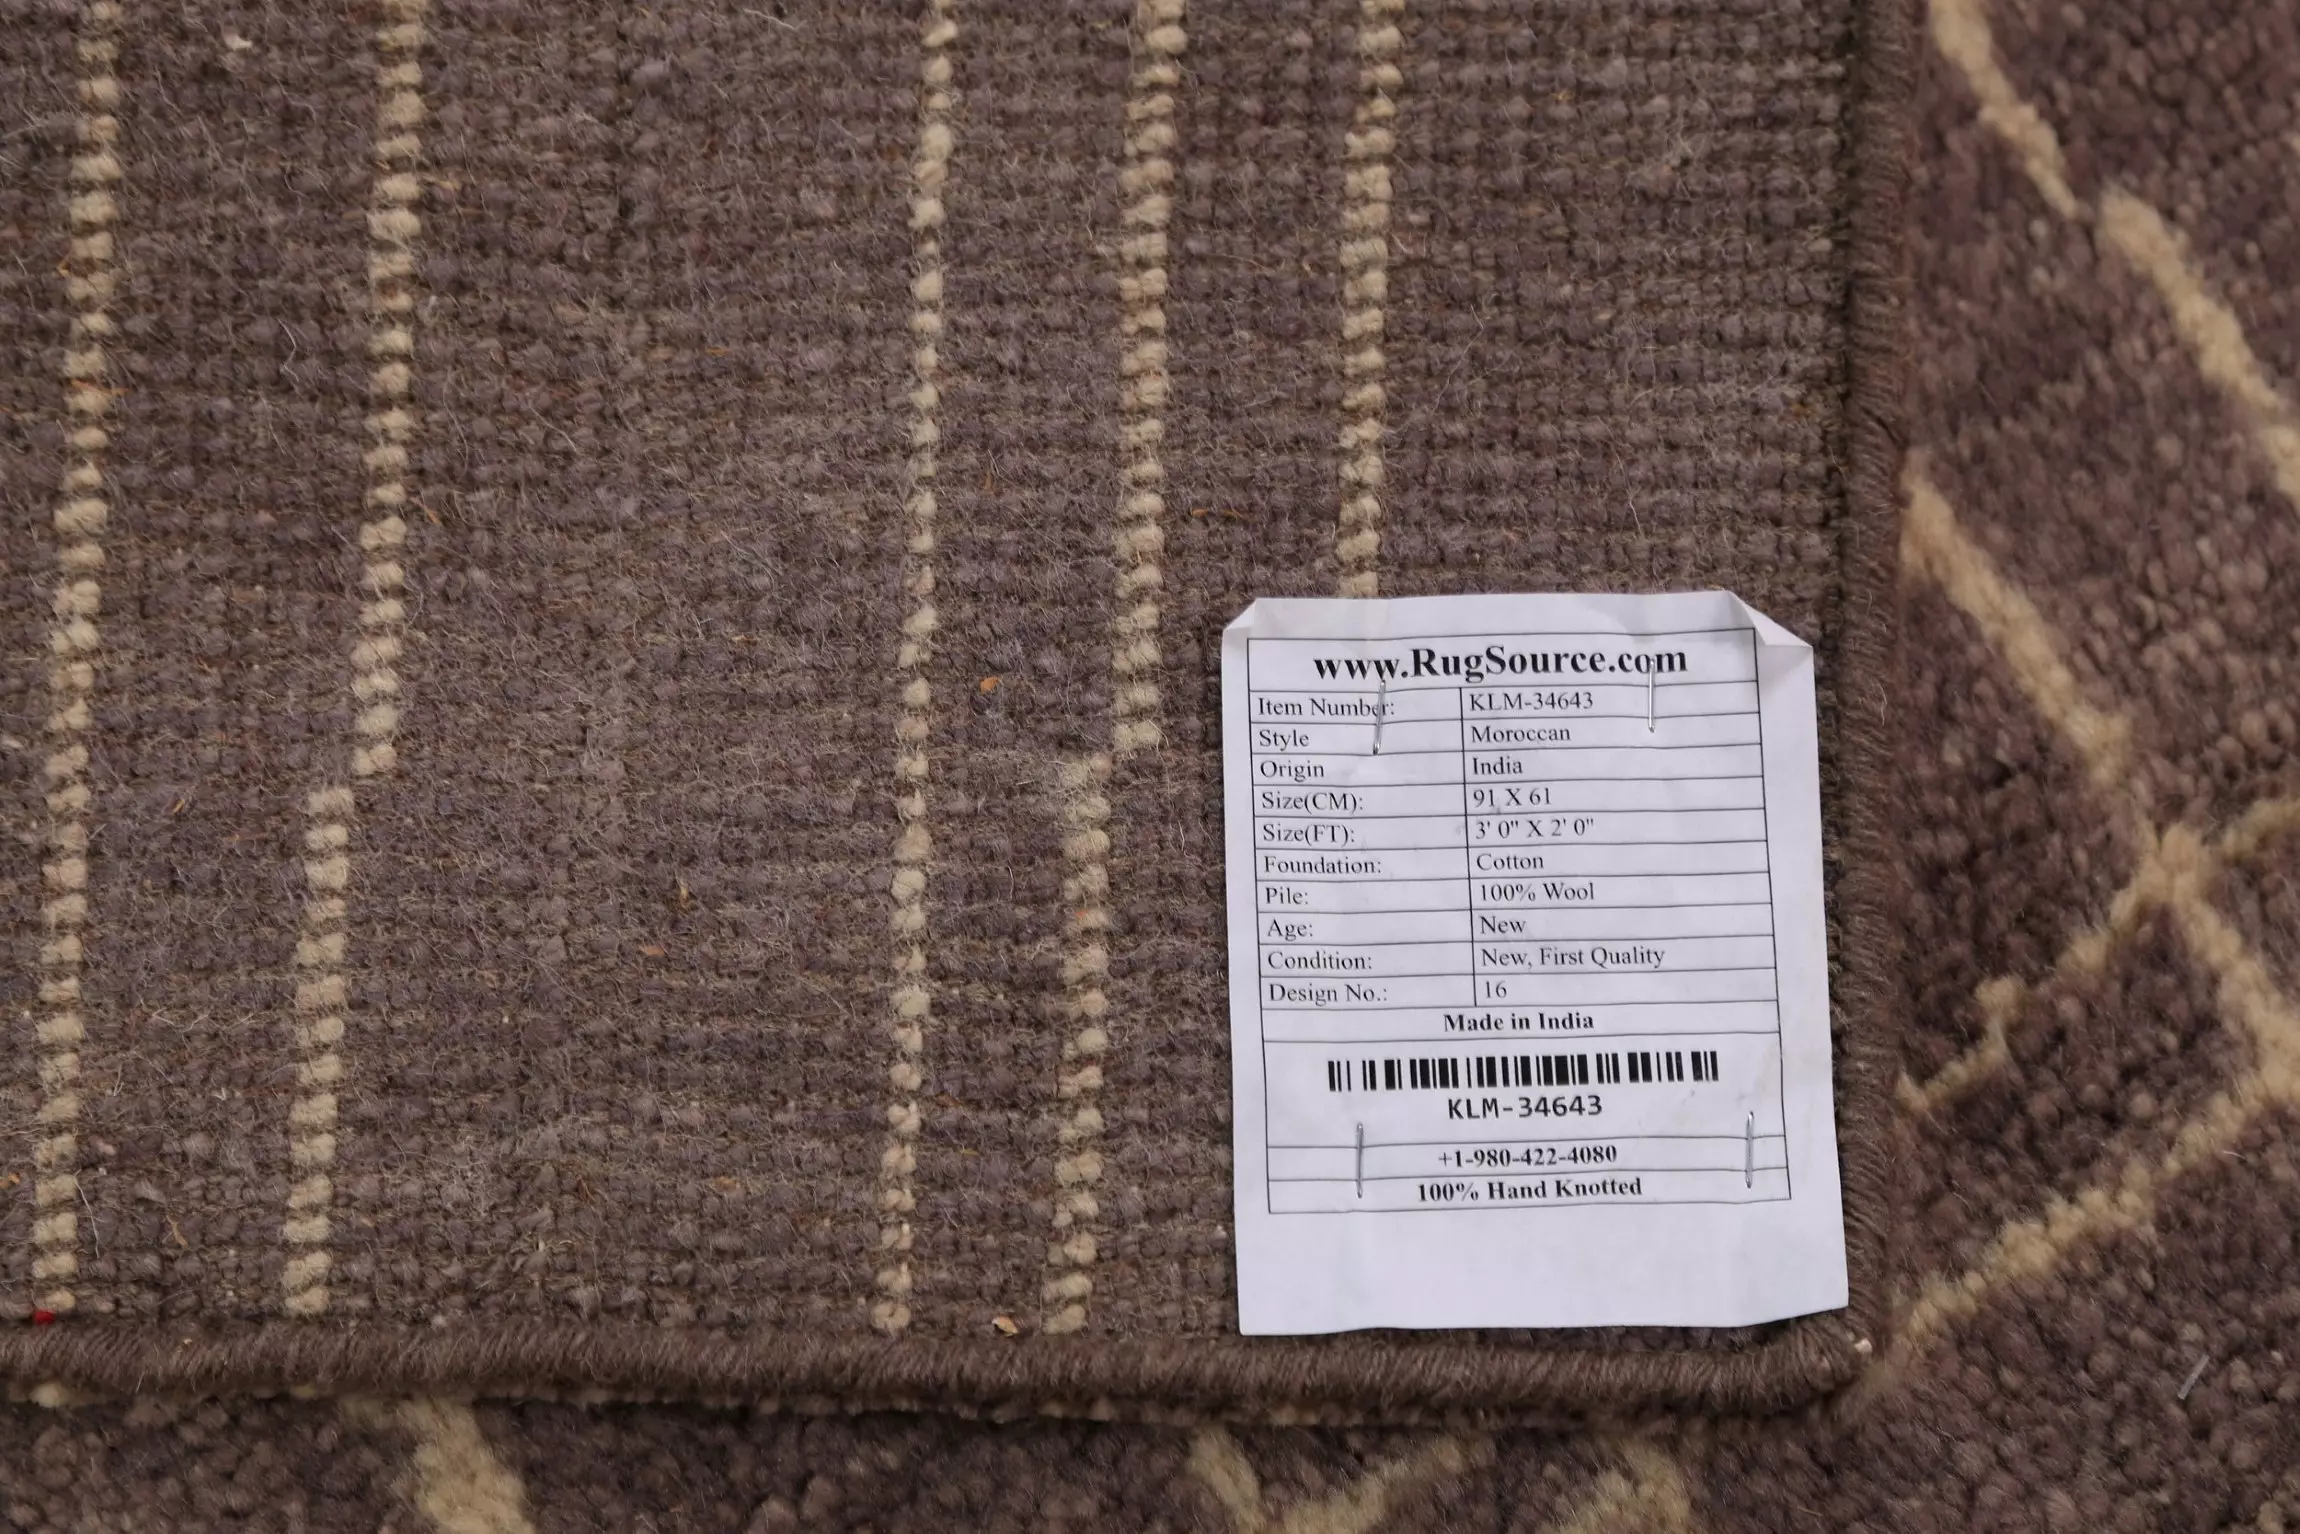 www.RugSource.com
Item Number: KLM-34643
Style Moroccan
Origin India
Size(CM): 91 X 61
Size(FT): 3' 0" X 2' 0"
Foundation: Cotton
Pile: 100% Wool
Age: New
Condition: New, First Quality
Design No.: 16
Made in India
KLM-34643
+1-980-422-4080
100% Hand Knotted